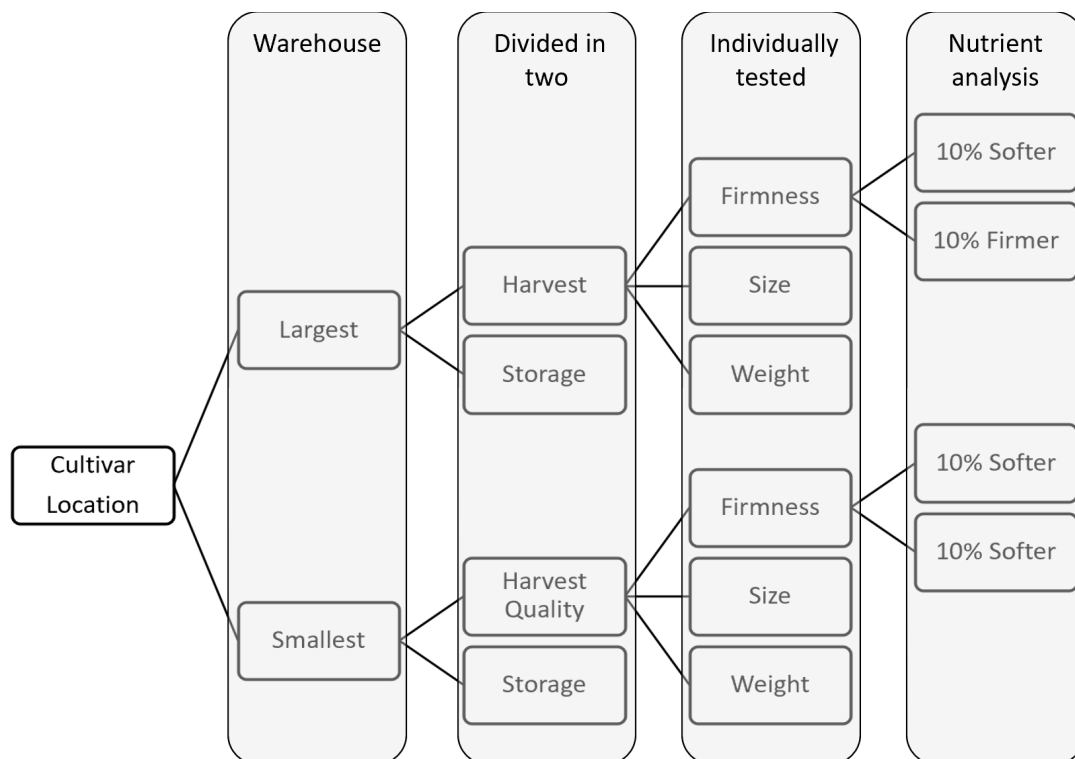 Warehouse
Divided in
two
Individually
tested
Nutrient
analysis
10% Softer
Firmness
10% Firmer
Harvest
Size
Largest
Storage
Weight
Cultivar
Location
10% Softer
Firmness
10% Softer
Harvest
Quality
Size
Smallest
Storage
Weight